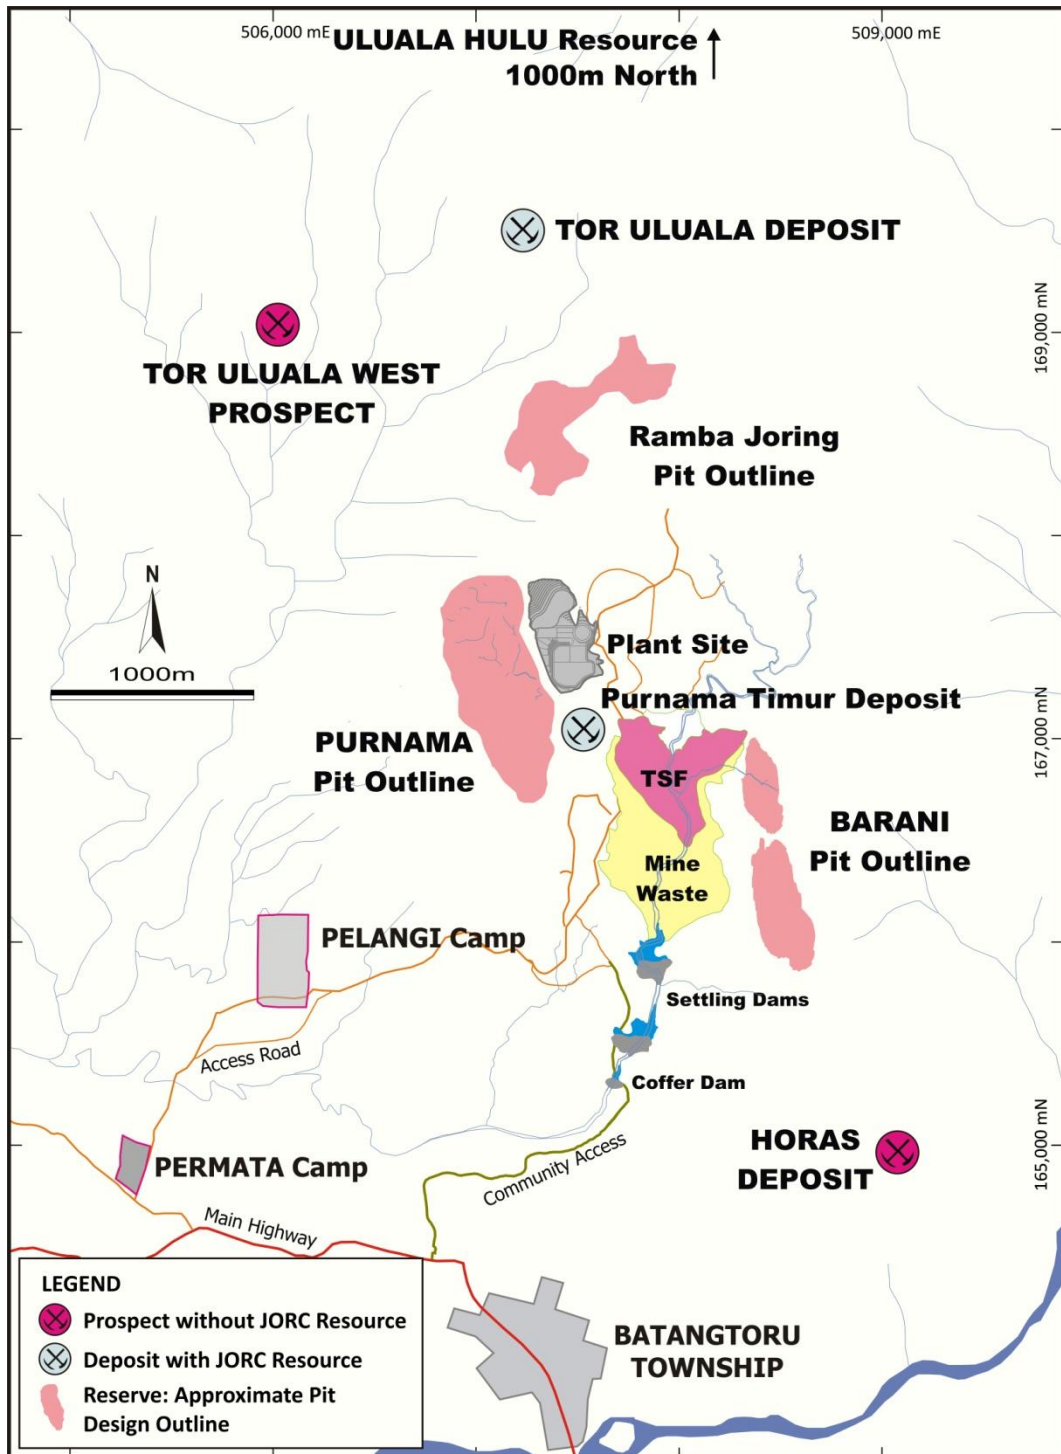 506,000 mE
509,000 mE
ULUALA HULU Resource
1000m North
TOR ULUALA DEPOSIT
169,000 mN
TOR ULUALA WEST
PROSPECT
Ramba Joring
Pit Outline
N
1000m
Plant Site
Purnama Timur Deposit
PURNAMA
Pit Outline
167,000 mN
TSF
BARANI
Pit Outline
Mine
Waste
PELANGI Camp
Settling Dams
Access Road
Coffer Dam
HORAS
DEPOSIT
165,000 mN
PERMATA Camp
Community Access
Main Highway
LEGEND
Prospect without JORC Resource
Deposit with JORC Resource
Reserve: Approximate Pit
Design Outline
BATANGTORU
TOWNSHIP